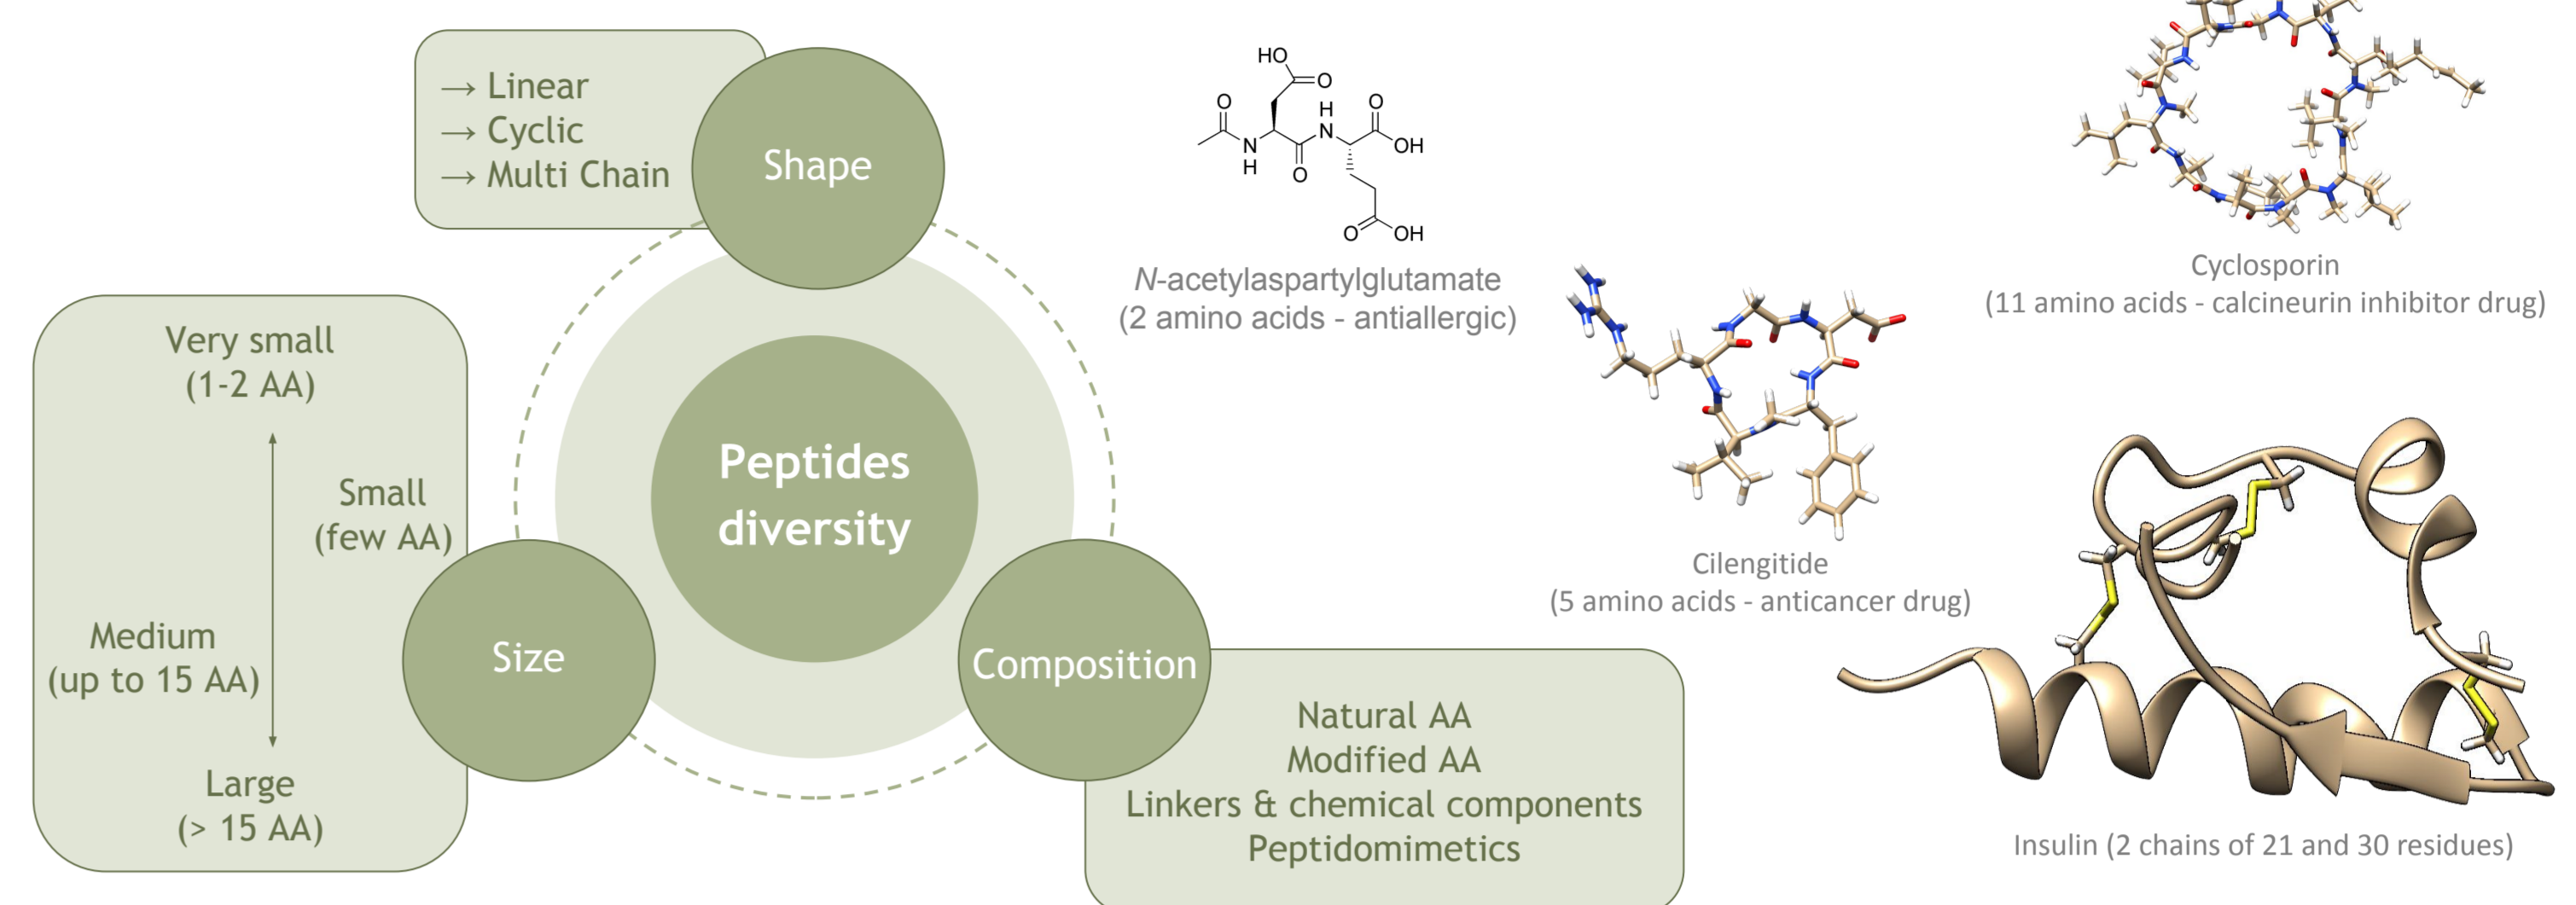 → Linear
→ Cyclic
→ Multi Chain
Shape
Very small
(1-2 AA)
Small
(few AA)
Medium
(up to 15 AA)
Large
(> 15 AA)
Size
Peptides
diversity
Composition
Natural AA
Modified AA
Linkers & chemical components
Peptidomimetics
HO
O
O
H
N
O
OH
N
H
O
O
OH
N-acetylaspartylglutamate
(2 amino acids - antiallergic)
Cyclosporin
(11 amino acids - calcineurin inhibitor drug)
Cilengitide
(5 amino acids - anticancer drug)
Insulin (2 chains of 21 and 30 residues)